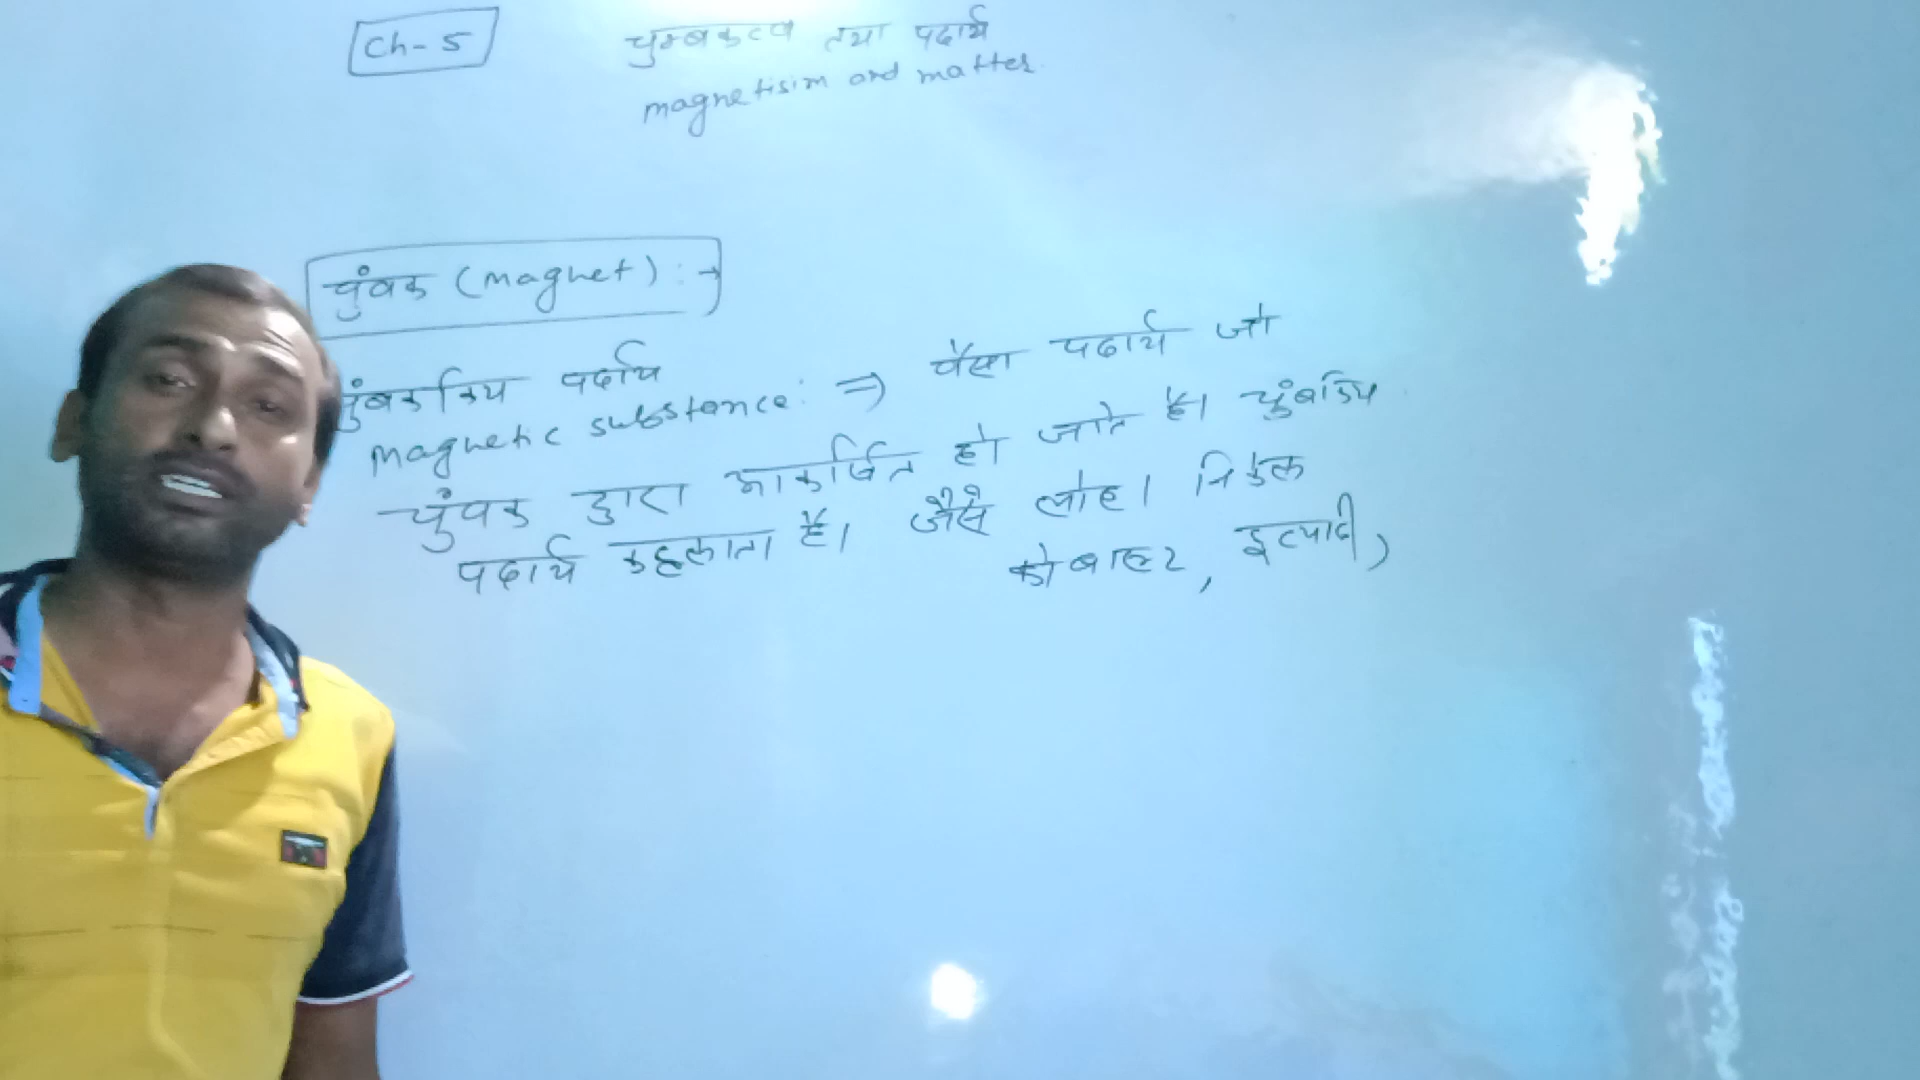 Ch-5 चुम्बकत्व तथा पदार्थ
magnetisim and matter
चुंबक (magnet) :→
चुंबकिय पदार्थ
magnetic substance: ⇒ वैसा पदार्थ जो
चुंबक द्वारा आकर्षित हो जाते है। चुंबकिय
पदार्थ कहलाता है। जैसे लोहा निकेल
कोबाल्ट, इत्यादी,